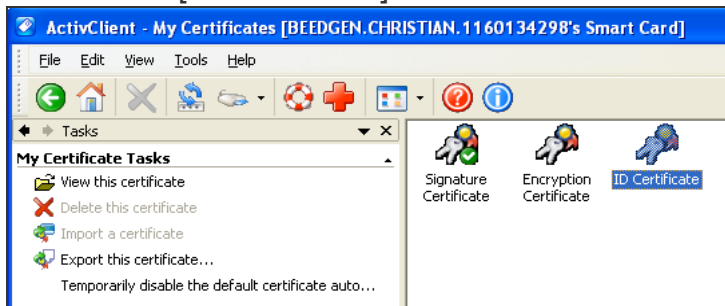 ActivClient - My Certificates [BEEDGEN.CHRISTIAN.1160134298's Smart Card]
File Edit View Tools Help
Tasks
My Certificate Tasks
View this certificate
Delete this certificate
Import a certificate
Export this certificate...
Temporarily disable the default certificate auto...
Signature Certificate
Encryption Certificate
ID Certificate